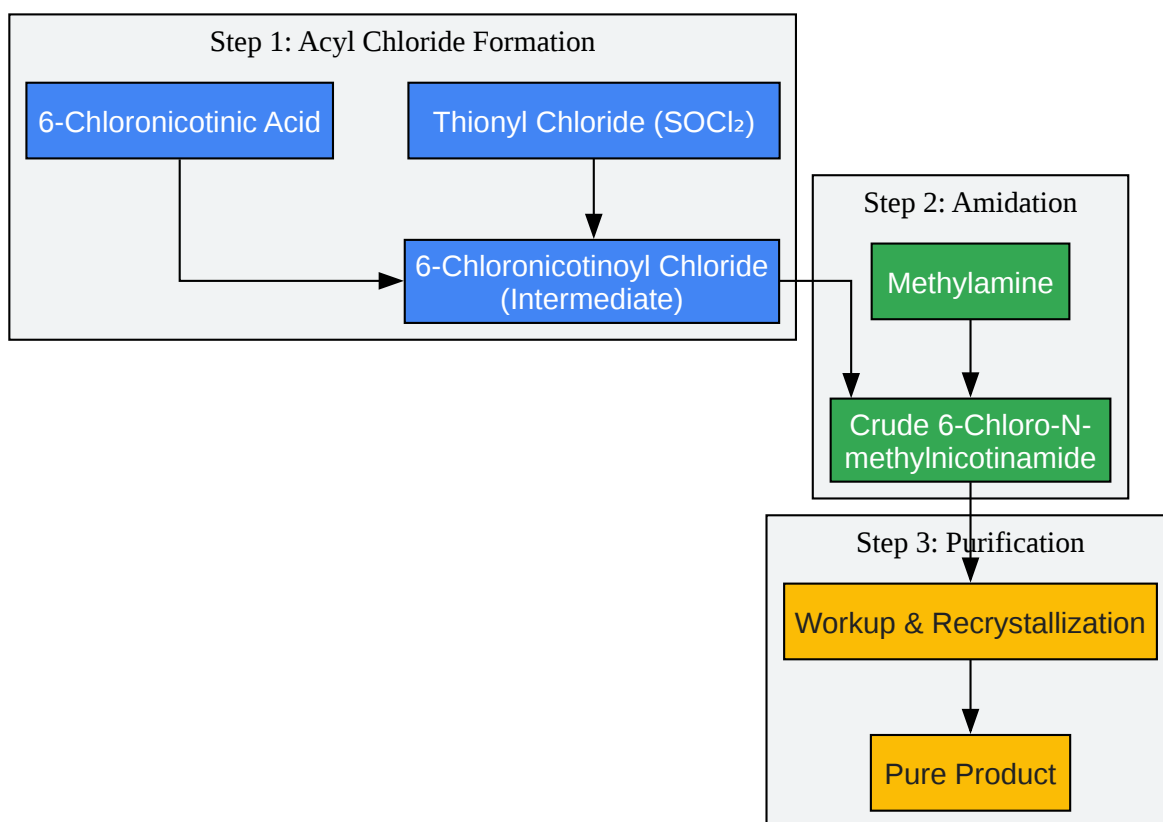 Step 1: Acyl Chloride Formation
6-Chloronicotinic Acid
Thionyl Chloride (SOCl₂)
6-Chloronicotinoyl Chloride
(Intermediate)
Step 2: Amidation
Methylamine
Crude 6-Chloro-N-
methylnicotinamide
Step 3: Purification
Workup & Recrystallization
Pure Product